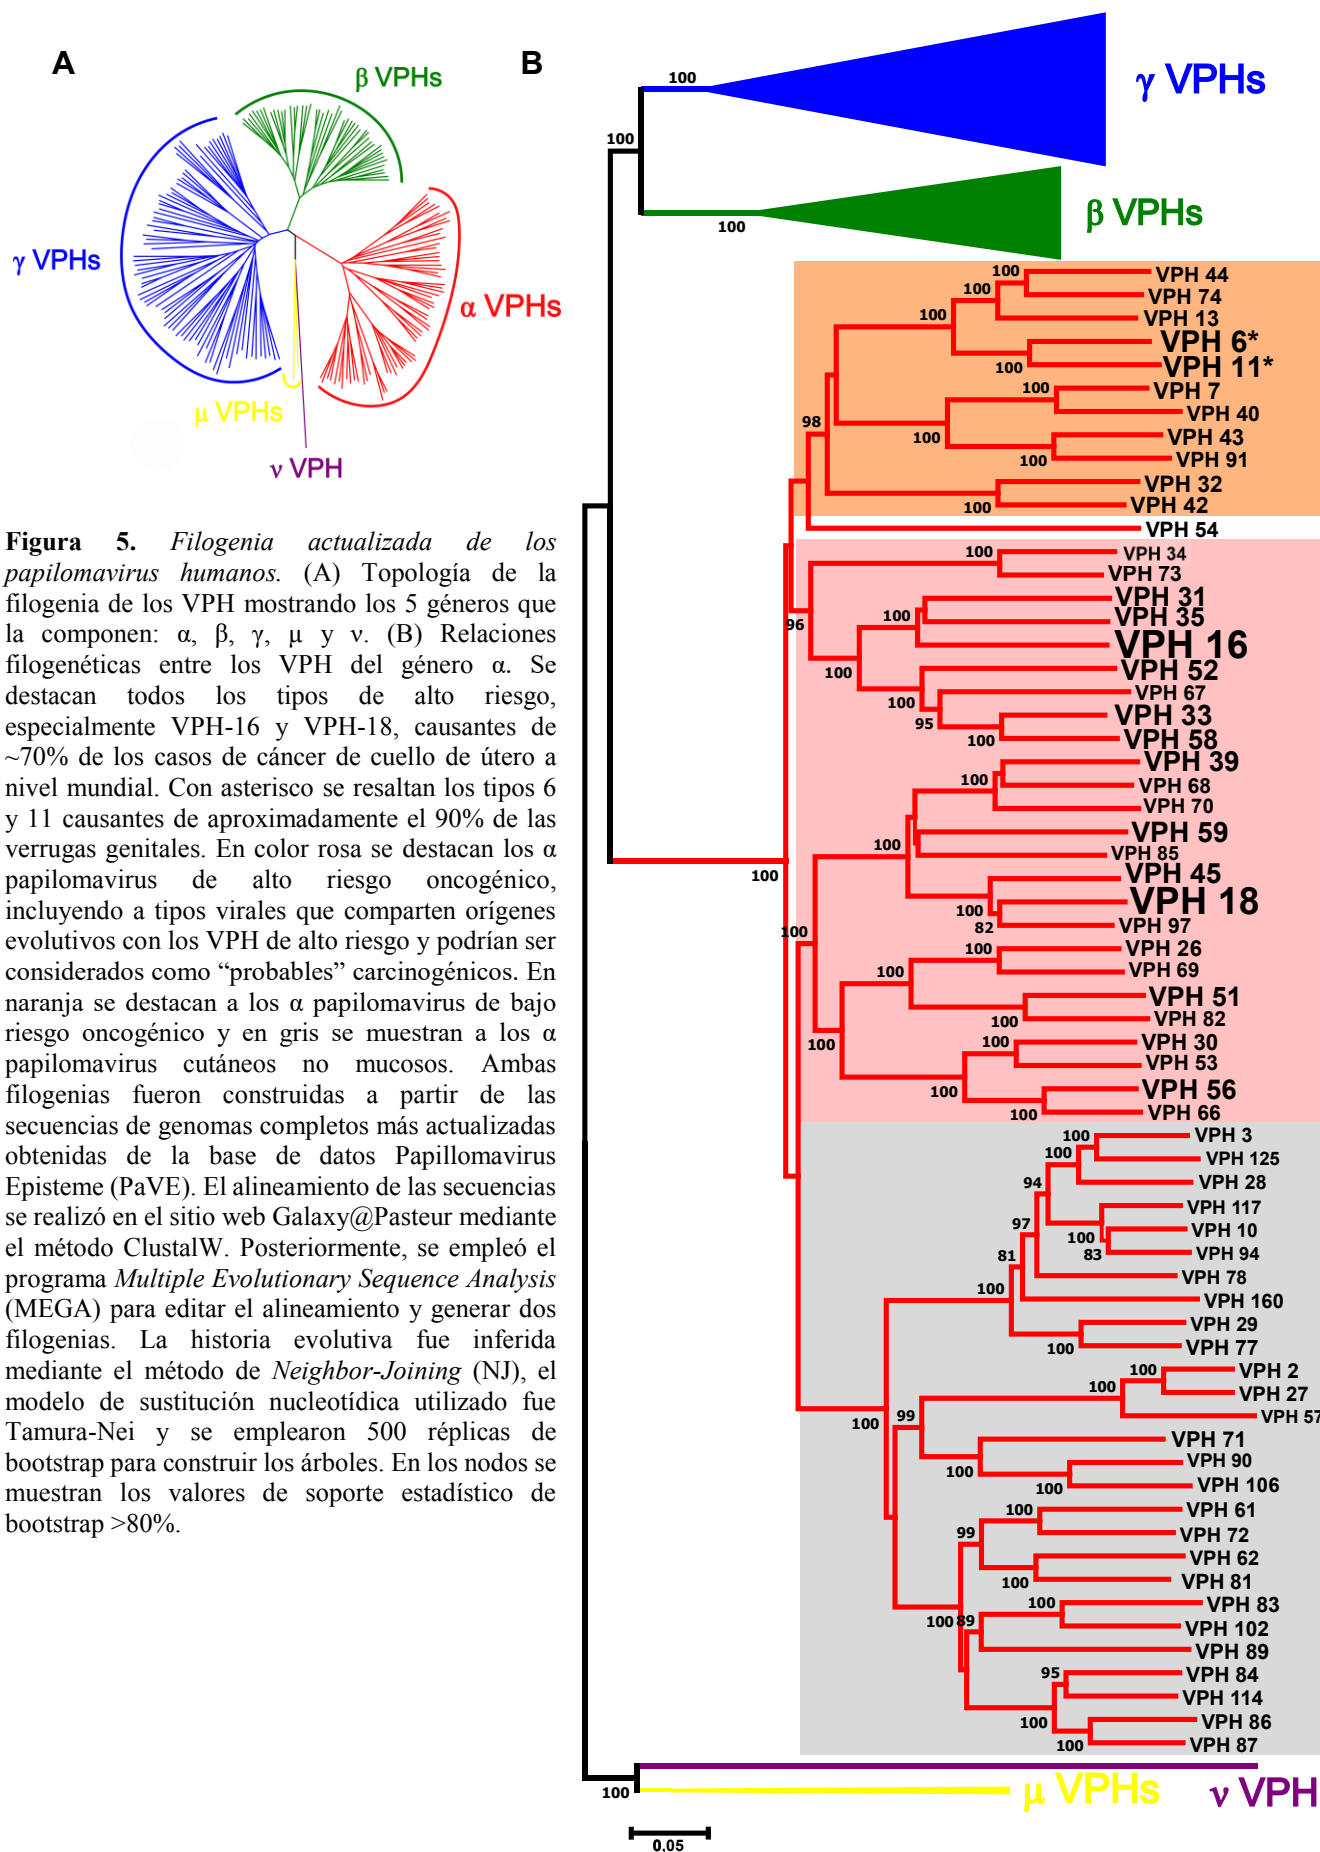 A
β VPHs
γ VPHs
α VPHs
μ VPHs
ν VPH
Figura 5. Filogenia actualizada de los
papilomavirus humanos. (A) Topología de la
filogenia de los VPH mostrando los 5 géneros que
la componen: α, β, γ, μ y ν. (B) Relaciones
filogenéticas entre los VPH del género α. Se
destacan todos los tipos de alto riesgo,
especialmente VPH-16 y VPH-18, causantes de
~70% de los casos de cáncer de cuello de útero a
nivel mundial. Con asterisco se resaltan los tipos 6
y 11 causantes de aproximadamente el 90% de las
verrugas genitales. En color rosa se destacan los α
papilomavirus de alto riesgo oncogénico,
incluyendo a tipos virales que comparten orígenes
evolutivos con los VPH de alto riesgo y podrían ser
considerados como “probables” carcinogénicos. En
naranja se destacan a los α papilomavirus de bajo
riesgo oncogénico y en gris se muestran a los α
papilomavirus cutáneos no mucosos. Ambas
filogenias fueron construidas a partir de las
secuencias de genomas completos más actualizadas
obtenidas de la base de datos Papillomavirus
Episteme (PaVE). El alineamiento de las secuencias
se realizó en el sitio web Galaxy@Pasteur mediante
el método ClustalW. Posteriormente, se empleó el
programa Multiple Evolutionary Sequence Analysis
(MEGA) para editar el alineamiento y generar dos
filogenias. La historia evolutiva fue inferida
mediante el método de Neighbor-Joining (NJ), el
modelo de sustitución nucleotídica utilizado fue
Tamura-Nei y se emplearon 500 réplicas de
bootstrap para construir los árboles. En los nodos se
muestran los valores de soporte estadístico de
bootstrap >80%.
B
100
γ VPHs
100
100
β VPHs
100 VPH 44
100
VPH 74
100
VPH 13
VPH 6*
100
VPH 11*
VPH 7
VPH 40
98
100
VPH 43
100
VPH 91
VPH 32
100
VPH 42
VPH 54
100
VPH 34
VPH 73
96
VPH 31
100
VPH 35
VPH 16
100
VPH 52
VPH 67
100
VPH 33
95
100
VPH 58
VPH 39
100
VPH 68
VPH 70
VPH 59
100
VPH 85
100
VPH 45
VPH 18
100
82
VPH 97
100
100
VPH 26
VPH 69
100
VPH 51
100
VPH 82
100
100
VPH 30
VPH 53
VPH 56
100
100
VPH 66
100
VPH 3
100
VPH 125
VPH 28
94
VPH 117
97
VPH 10
100
83
VPH 94
81
VPH 78
100
VPH 160
VPH 29
100
VPH 77
VPH 2
100
100
VPH 27
VPH 57
100
99
VPH 71
VPH 90
100
100
VPH 106
100
VPH 61
VPH 72
99
VPH 62
100
VPH 81
100
VPH 83
100
89
VPH 102
VPH 89
95
VPH 84
VPH 114
100
VPH 86
100
VPH 87
100
μ VPHs
ν VPH
0,05